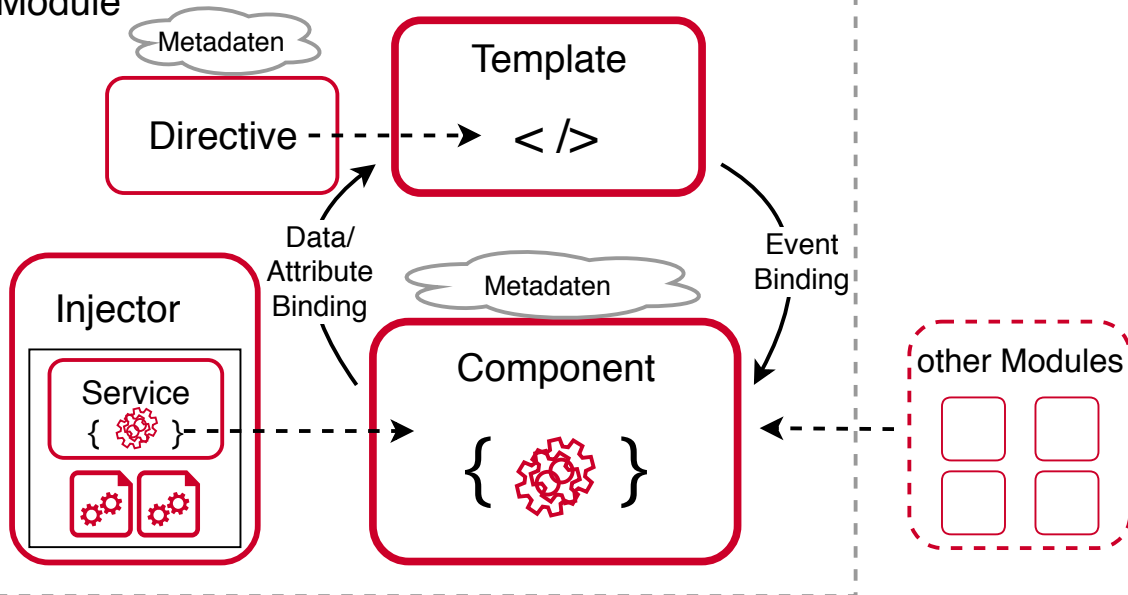 Module
Metadaten
Template
Directive
< />
Data/
Attribute
Binding
Event
Binding
Metadaten
Injector
Service
{ }
Component
{ }
other Modules